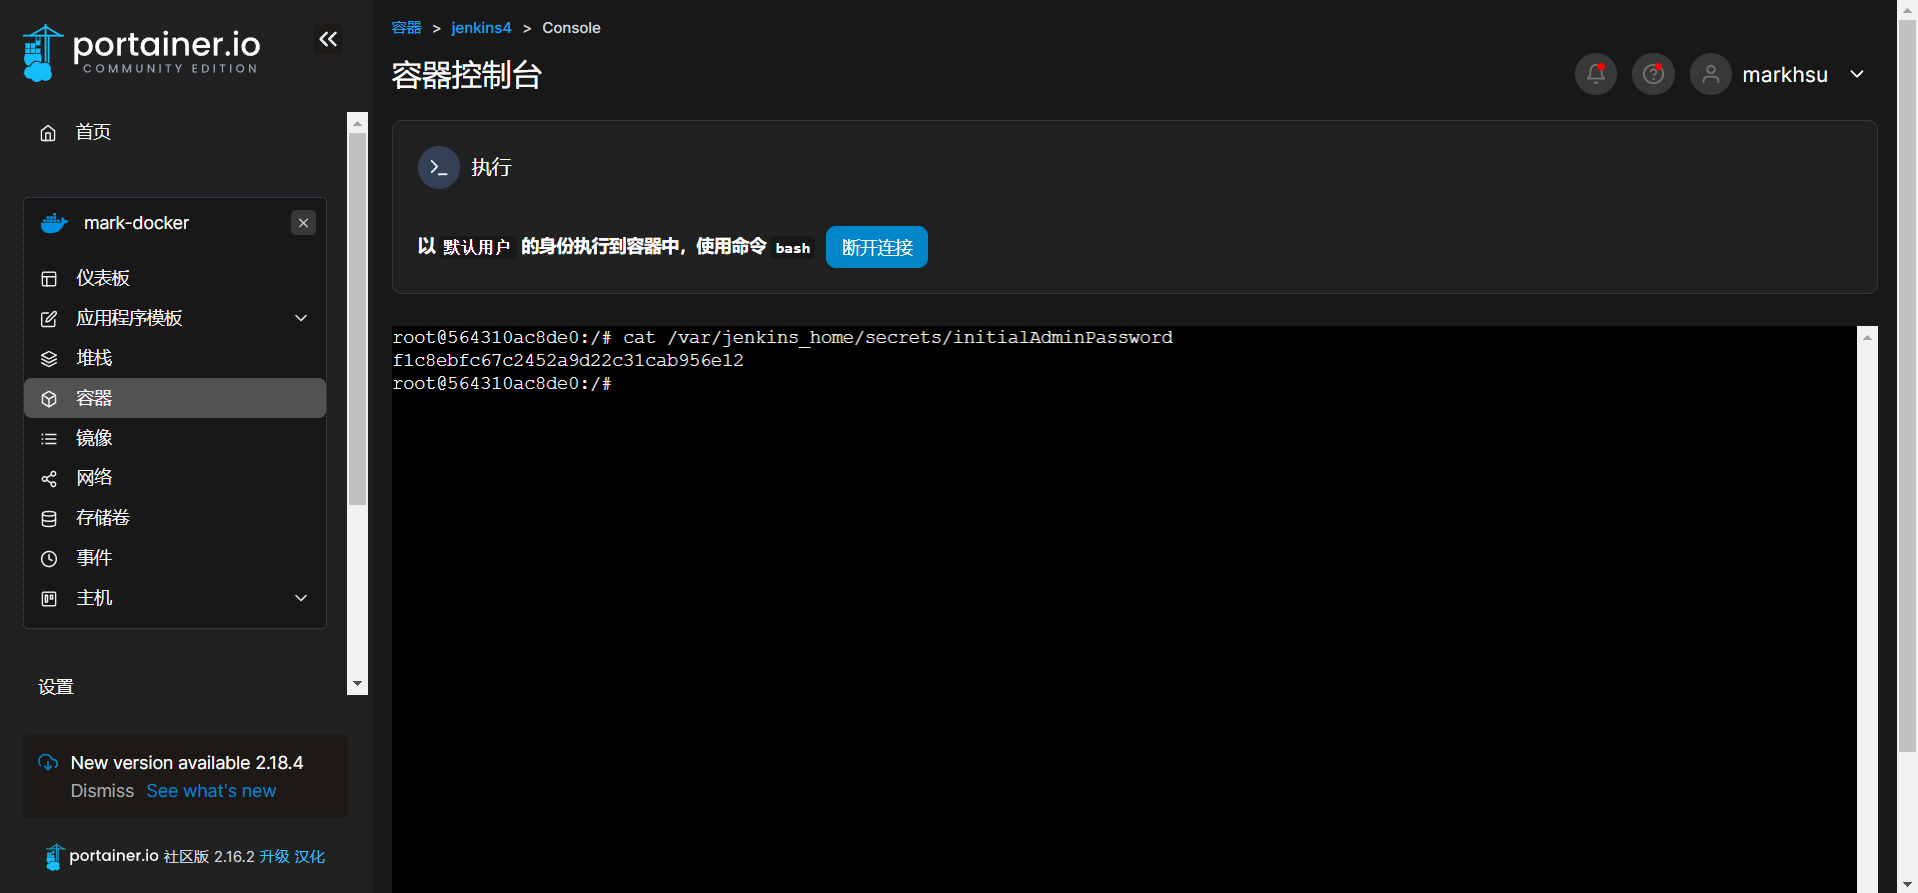 portainer.io
COMMUNITY EDITION
首页
mark-docker
仪表板
应用程序模板
堆栈
容器
镜像
网络
存储卷
事件
主机
设置
New version available 2.18.4
Dismiss See what's new
portainer.io 社区版 2.16.2 升级 汉化
容器 > jenkins4 > Console
容器控制台
markhsu
>_ 执行
以 默认用户 的身份执行到容器中，使用命令 bash 断开连接
root@564310ac8de0:/# cat /var/jenkins_home/secrets/initialAdminPassword
f1c8ebfc67c2452a9d22c31cab956e12
root@564310ac8de0:/#